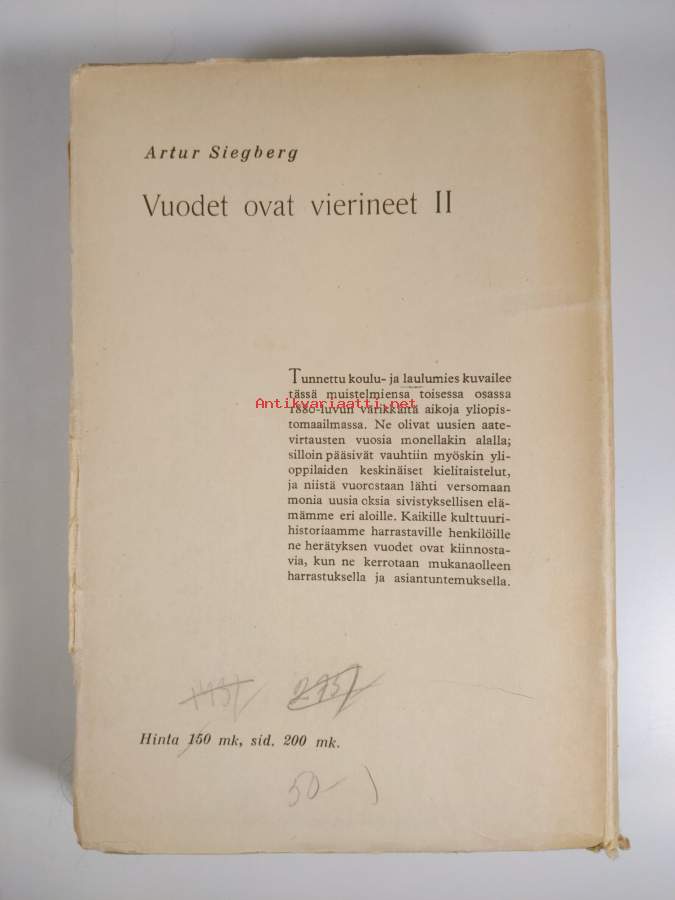 Artur Siegberg
Vuodet ovat vierineet II
Tunnettu koulu- ja laulumies kuvailee
tässä muistelmiensa toisessa osassa
Antikvariaatti.net
1880-luvun värikkäitä aikoja yliopis-
tomaailmassa. Ne olivat uusien aate-
virtausten vuosia monellakin alalla;
silloin pääsivät vauhtiin myöskin yli-
oppilaiden keskinäiset kielitaistelut,
ja niistä vuorostaan lähti versomaan
monia uusia oksia sivistyksellisen elä-
mämme eri aloille. Kaikille kulttuuri-
historiaamme harrastaville henkilöille
ne herätyksen vuodet ovat kiinnosta-
via, kun ne kerrotaan mukanaolleen
harrastuksella ja asiantuntemuksella.
Hinta 150 mk, sid. 200 mk.
50-